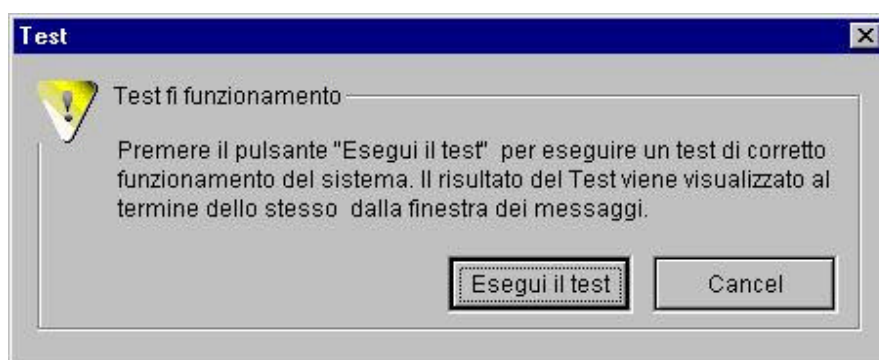 Test
Test fi funzionamento
Premere il pulsante "Esegui il test"  per eseguire un test di corretto
funzionamento del sistema. Il risultato del Test viene visualizzato al
termine dello stesso  dalla finestra dei messaggi.
Esegui il test
Cancel